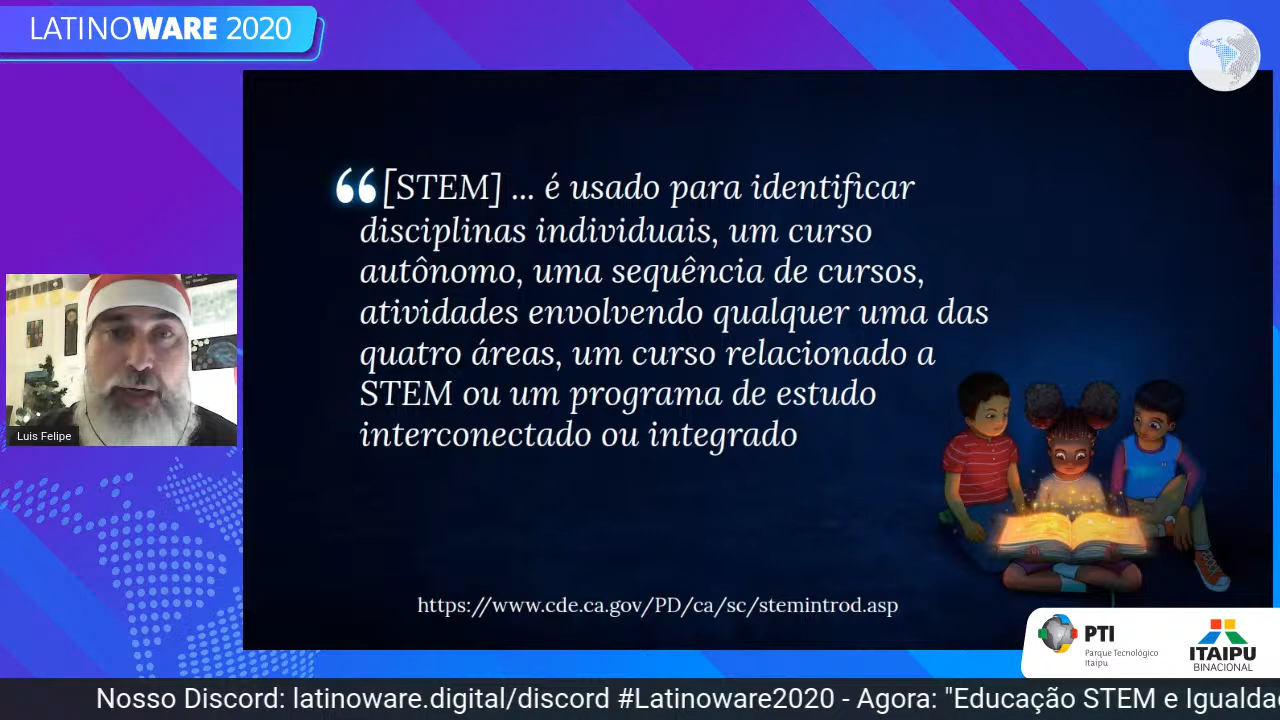 LATINOWARE 2020
“[STEM] ... é usado para identificar
disciplinas individuais, um curso
autônomo, uma sequência de cursos,
atividades envolvendo qualquer uma das
quatro áreas, um curso relacionado a
STEM ou um programa de estudo
interconectado ou integrado
Luis Felipe
https://www.cde.ca.gov/PD/ca/sc/stemintrod.asp
PTI
Parque Tecnológico
Itaipu
ITAIPU
BINACIONAL
Nosso Discord: latinoware.digital/discord #Latinoware2020 - Agora: "Educação STEM e Igualda